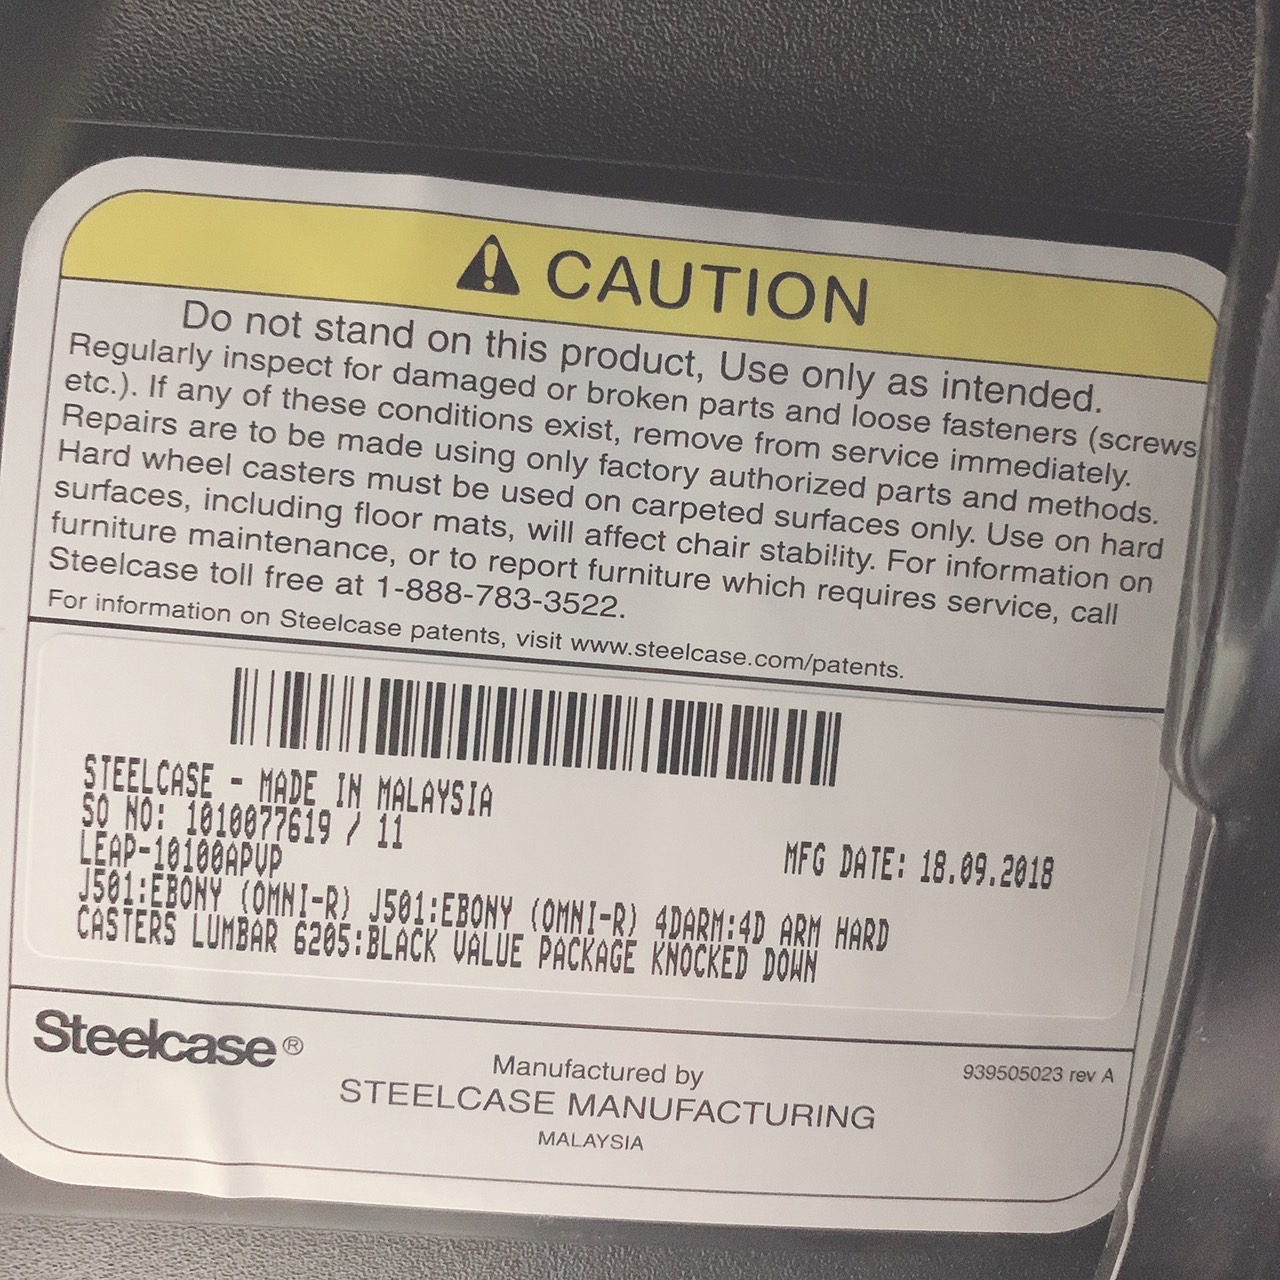 CAUTION
Do not stand on this product, Use only as intended.
Regularly inspect for damaged or broken parts and loose fasteners (screws
etc.). If any of these conditions exist, remove from service immediately.
Repairs are to be made using only factory authorized parts and methods.
Hard wheel casters must be used on carpeted surfaces only. Use on hard
surfaces, including floor mats, will affect chair stability. For information on
furniture maintenance, or to report furniture which requires service, call
Steelcase toll free at 1-888-783-3522.
For information on Steelcase patents, visit www.steelcase.com/patents.
STEELCASE - MADE IN MALAYSIA
SO NO: 1010077619 / 11
LEAP-10100APVP
MFG DATE: 18.09.2018
J501:EBONY (OMNI-R) J501:EBONY (OMNI-R) 4DARM:4D ARM HARD
CASTERS LUMBAR 6205:BLACK VALUE PACKAGE KNOCKED DOWN
Steelcase®
Manufactured by
STEELCASE MANUFACTURING
MALAYSIA
939505023 rev A